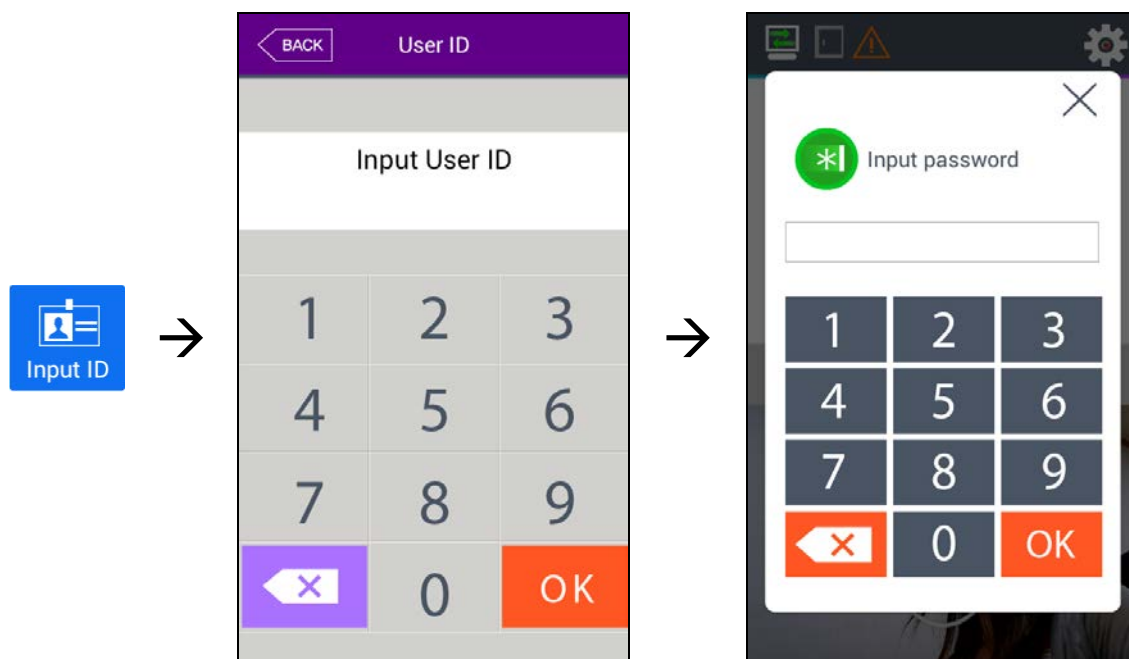 Input ID
BACK User ID
Input User ID
1 2 3
4 5 6
7 8 9
0 OK
Input password
1 2 3
4 5 6
7 8 9
0 OK